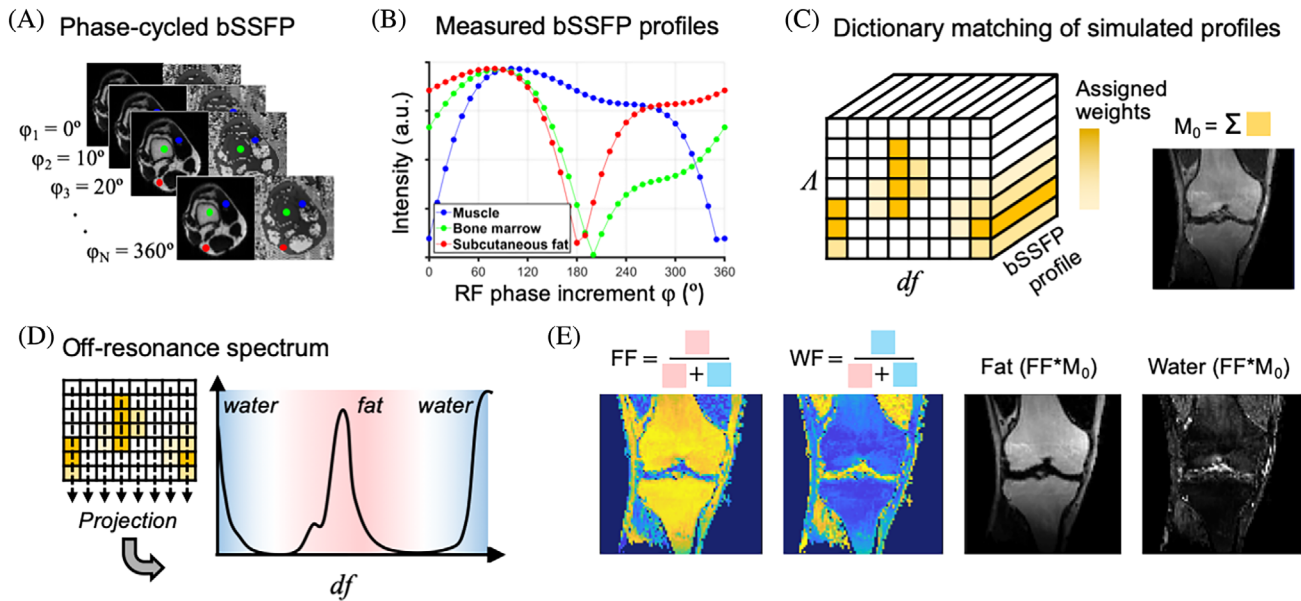 (A) Phase-cycled bSSFP
φ1 = 0º
φ2 = 10º
φ3 = 20º
.
.
φN = 360º
(B) Measured bSSFP profiles
Intensity (a.u.)
Muscle
Bone marrow
Subcutaneous fat
0 60 120 180 240 300 360
RF phase increment φ (º)
(C) Dictionary matching of simulated profiles
Λ
df
bSSFP
profile
Assigned
weights
M0 = Σ
(D) Off-resonance spectrum
Projection
water fat water
df
(E)
FF =
+
WF =
+
Fat (FF*M0)
Water (FF*M0)